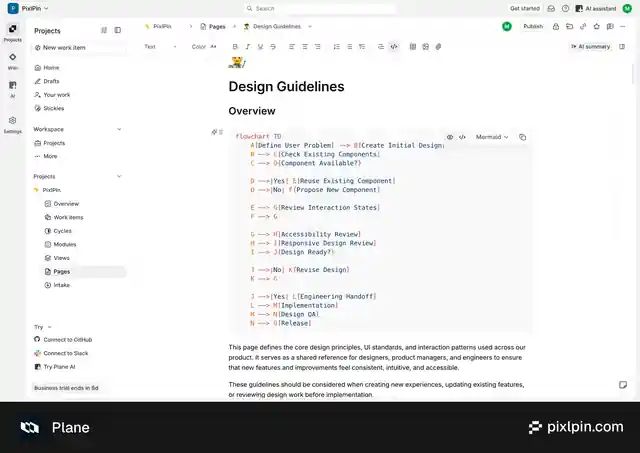 PixlPin
Search
Get started
AI assistant
M
Projects
Wiki
AI
Settings
Projects
New work item
Home
Drafts
Your work
Stickies
Workspace
Projects
More
Projects
PixlPin
Overview
Work items
Cycles
Modules
Views
Pages
Intake
Try
Connect to GitHub
Connect to Slack
Try Plane AI
Business trial ends in 5d
PixlPin
Pages
Design Guidelines
M
Publish
Text
Color
Aa
B I U S
AI summary
Design Guidelines
Overview
Mermaid
flowchart TD
A[Define User Problem] --> B[Create Initial Design]
B --> C[Check Existing Components]
C --> D{Component Available?}
D -->|Yes| E[Reuse Existing Component]
D -->|No| F[Propose New Component]
E --> G[Review Interaction States]
F --> G
G --> H[Accessibility Review]
H --> I[Responsive Design Review]
I --> J{Design Ready?}
J -->|No| K[Revise Design]
K --> G
J -->|Yes| L[Engineering Handoff]
L --> M[Implementation]
M --> N[Design QA]
N --> O[Release]
This page defines the core design principles, UI standards, and interaction patterns used across our
product. It serves as a shared reference for designers, product managers, and engineers to ensure
that new features and improvements feel consistent, intuitive, and accessible.
These guidelines should be considered when creating new experiences, updating existing features,
or reviewing design work before implementation.
Plane
pixlpin.com